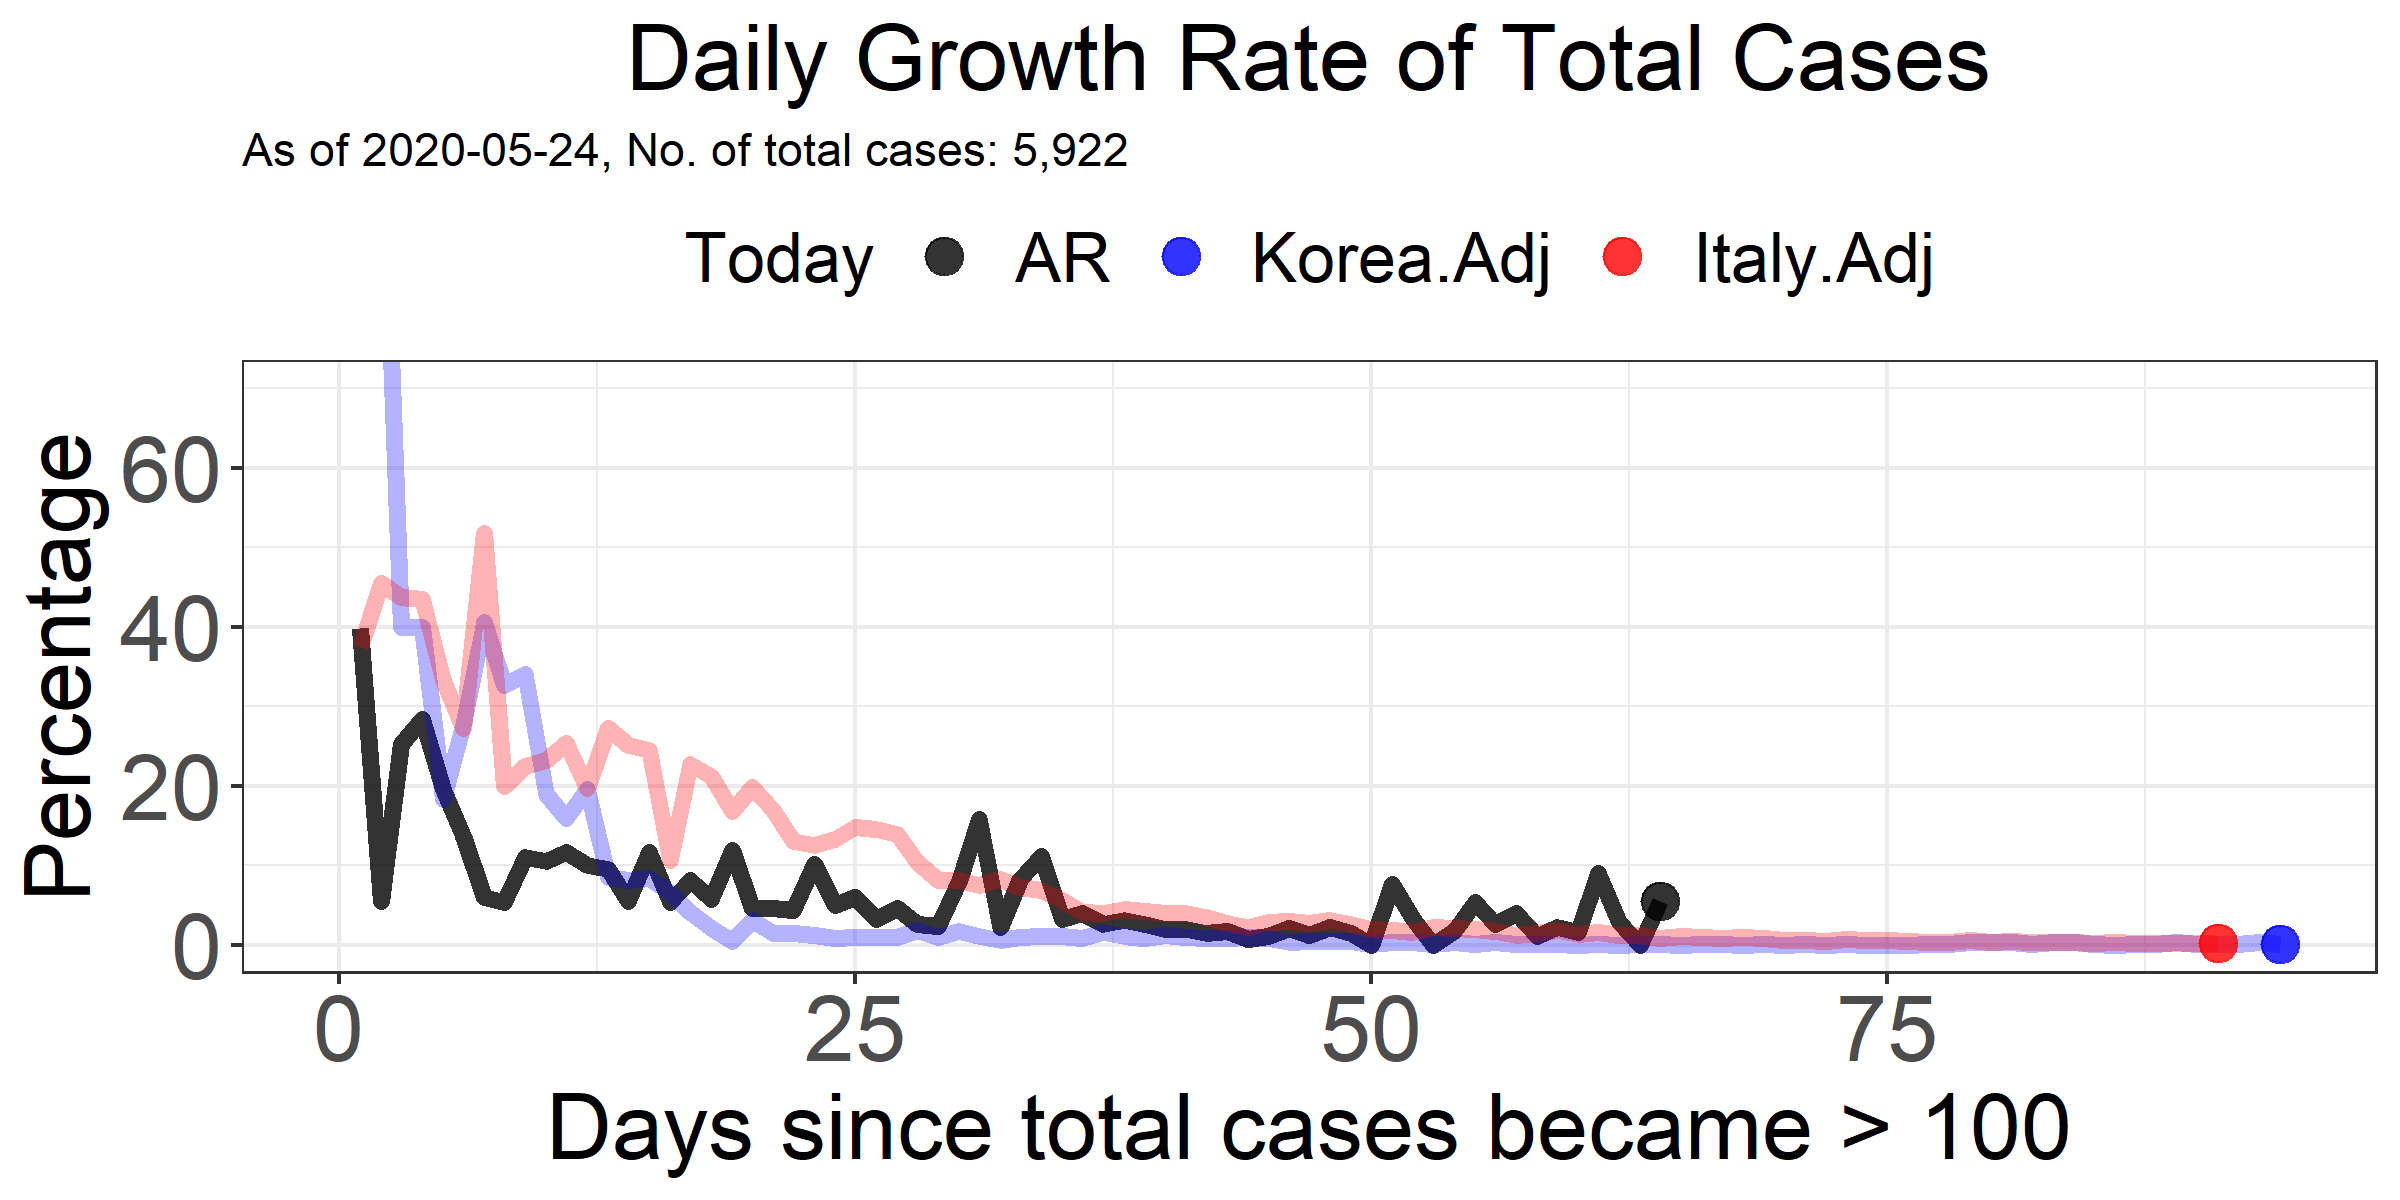 Daily Growth Rate of Total Cases
As of 2020-05-24, No. of total cases: 5,922
Today AR Korea.Adj Italy.Adj
Percentage
60
40
20
0
0 25 50 75
Days since total cases became > 100